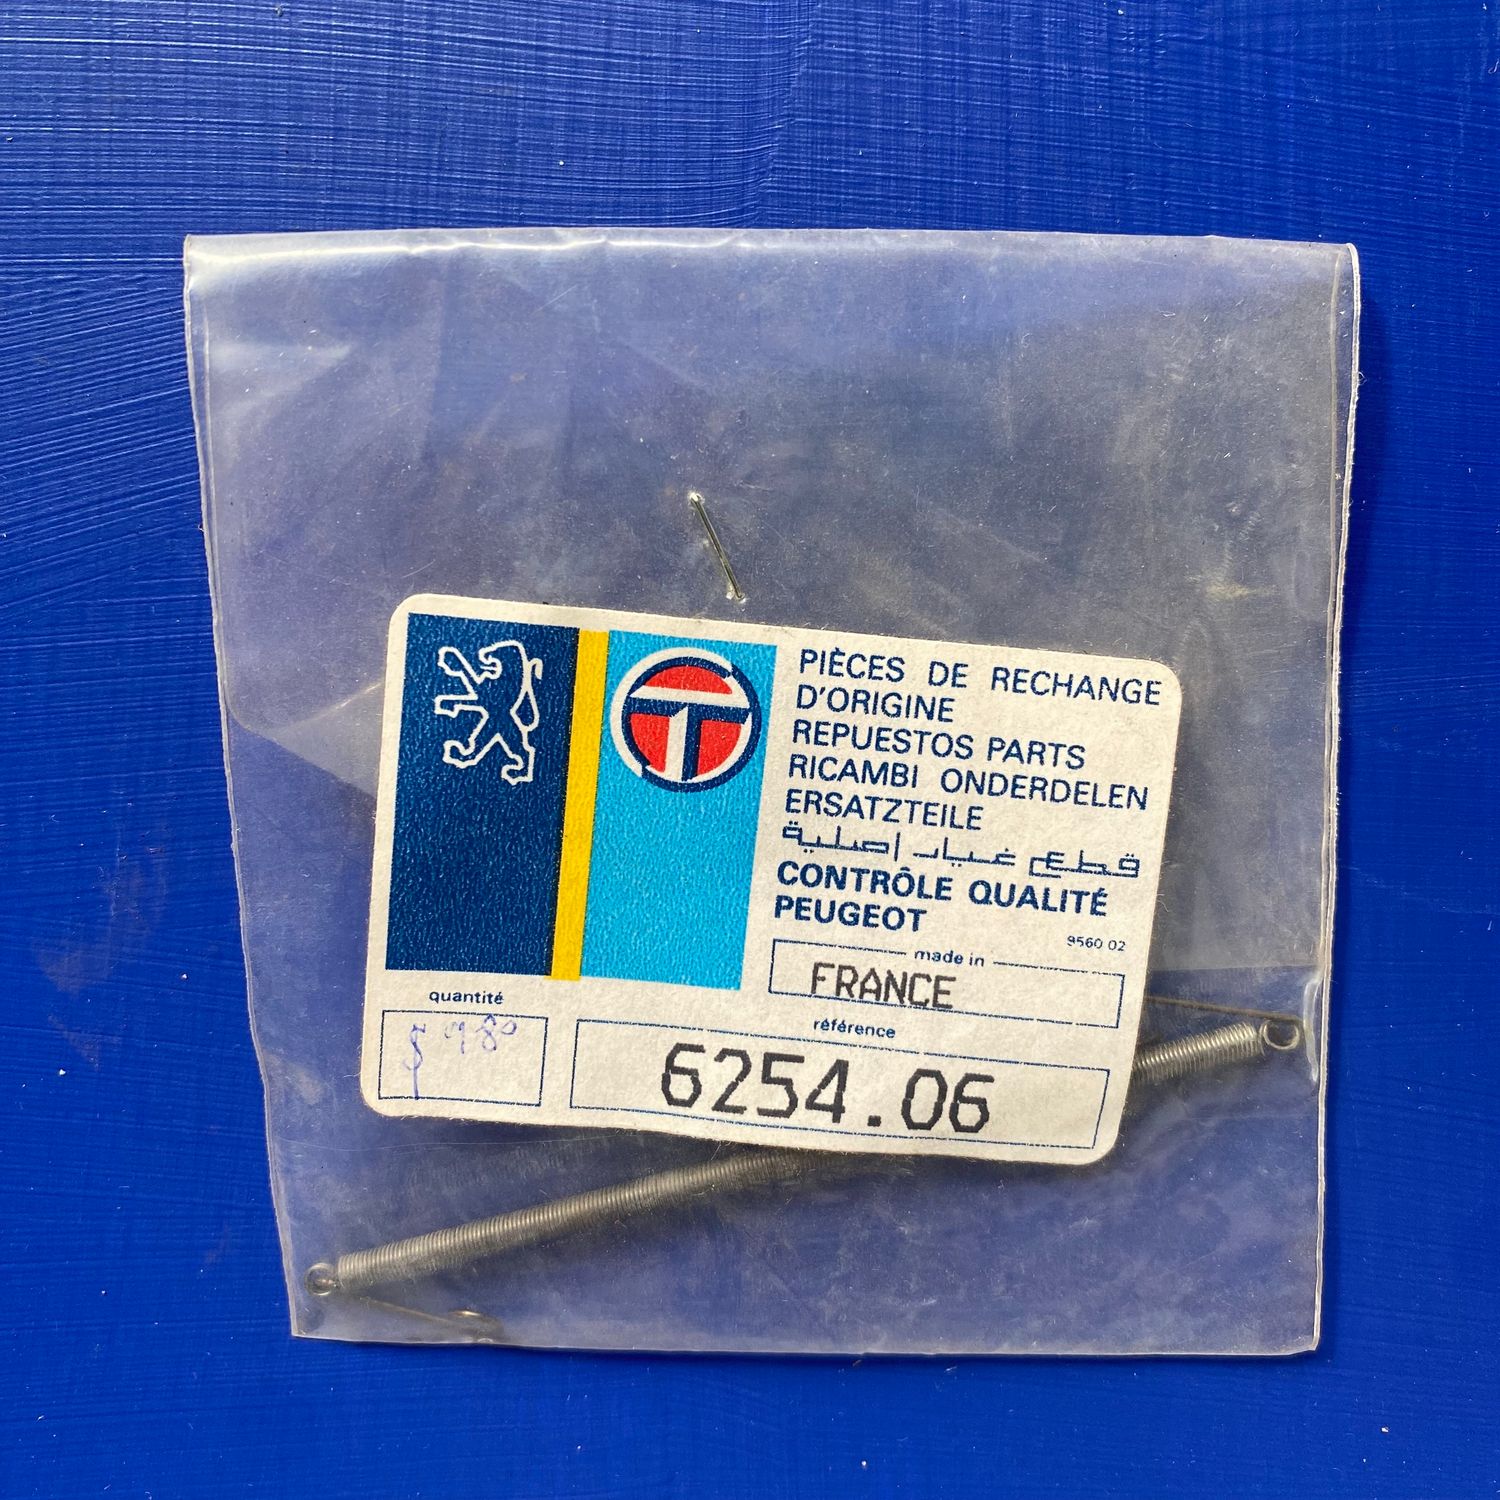 PIÈCES DE RECHANGE
D'ORIGINE
REPUESTOS PARTS
RICAMBI ONDERDELEN
ERSATZTEILE
قطع غيار اصلية
CONTRÔLE QUALITÉ
PEUGEOT
9560 02
made in
FRANCE
quantité
référence
6254.06